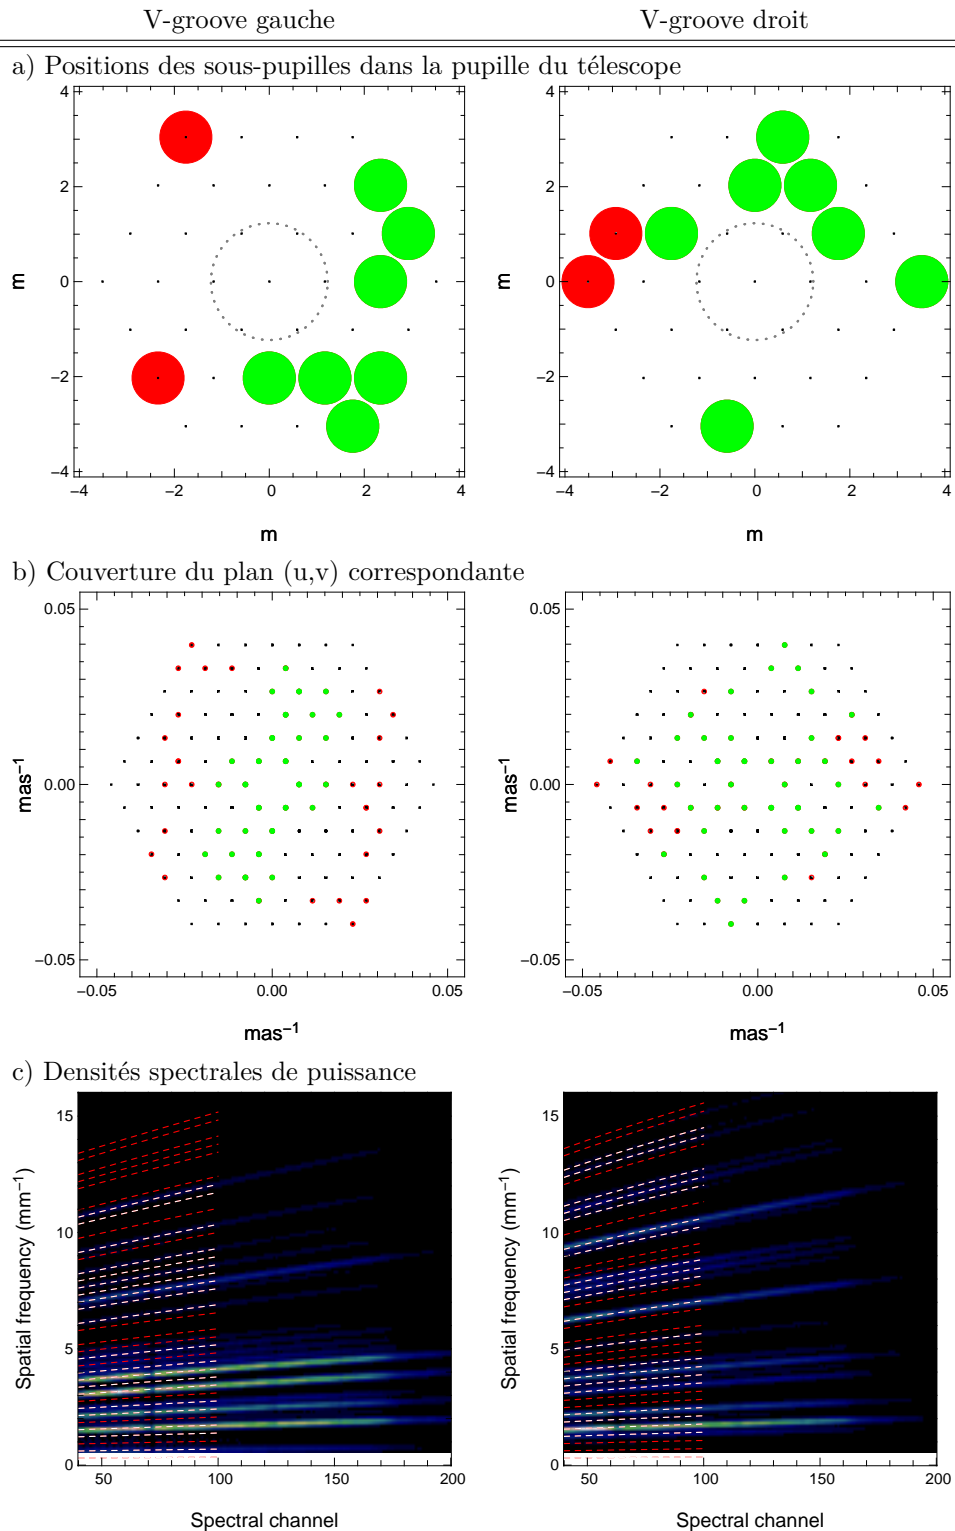 V-groove gauche V-groove droit
a) Positions des sous-pupilles dans la pupille du télescope
4 4
2 2
m 0 m 0
−2 −2
−4 −4
−4 −2 0 2 4 −4 −2 0 2 4
m m
b) Couverture du plan (u,v) correspondante
0.05 0.05
mas−1 0.00 mas−1 0.00
−0.05 −0.05
−0.05 0.00 0.05 −0.05 0.00 0.05
mas−1 mas−1
c) Densités spectrales de puissance
15 15
Spatial frequency (mm−1) 10 Spatial frequency (mm−1) 10
5 5
0 0
50 100 150 200 50 100 150 200
Spectral channel Spectral channel